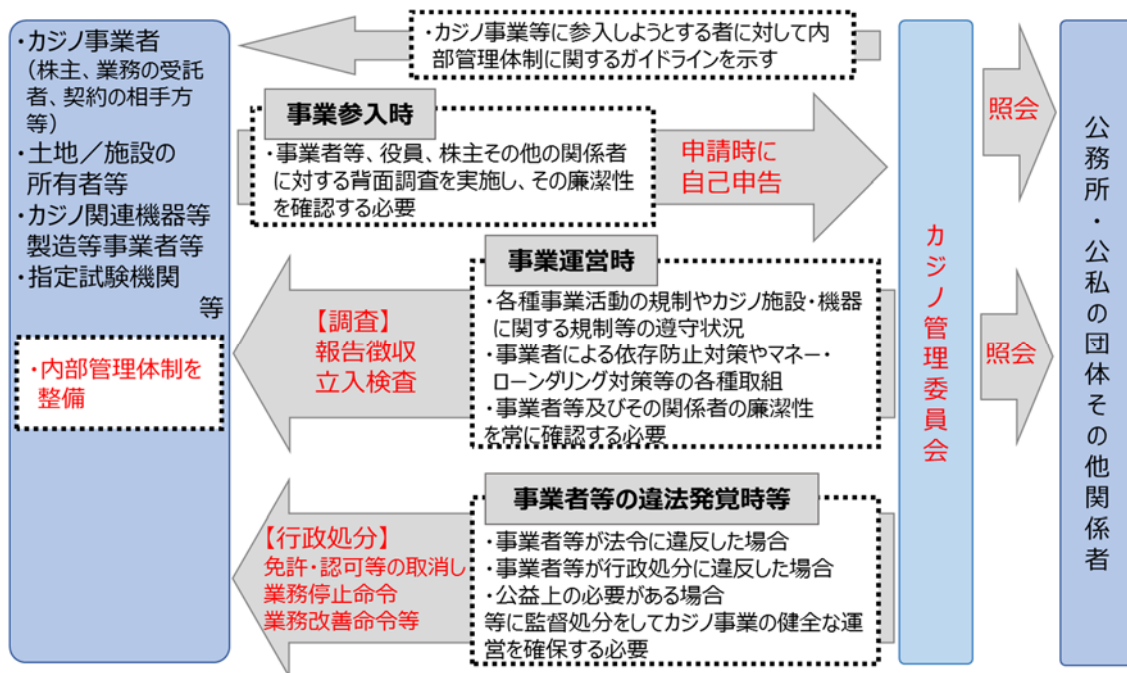 ・カジノ事業者
（株主、業務の受託
者、契約の相手方
等）
・土地／施設の
所有者等
・カジノ関連機器等
製造等事業者等
・指定試験機関
等
・内部管理体制を
整備
・カジノ事業等に参入しようとする者に対して内
部管理体制に関するガイドラインを示す
事業参入時
・事業者等、役員、株主その他の関係者
に対する背面調査を実施し、その廉潔性
を確認する必要
申請時に
自己申告
事業運営時
・各種事業活動の規制やカジノ施設・機器
に関する規制等の遵守状況
・事業者による依存防止対策やマネー・
ローンダリング対策等の各種取組
・事業者等及びその関係者の廉潔性
を常に確認する必要
【調査】
報告徴収
立入検査
事業者等の違法発覚時等
・事業者等が法令に違反した場合
・事業者等が行政処分に違反した場合
・公益上の必要がある場合
等に監督処分をしてカジノ事業の健全な運
営を確保する必要
【行政処分】
免許・認可等の取消し
業務停止命令
業務改善命令等
カジノ管理委員会
照会
照会
公務所・公私の団体その他関係者